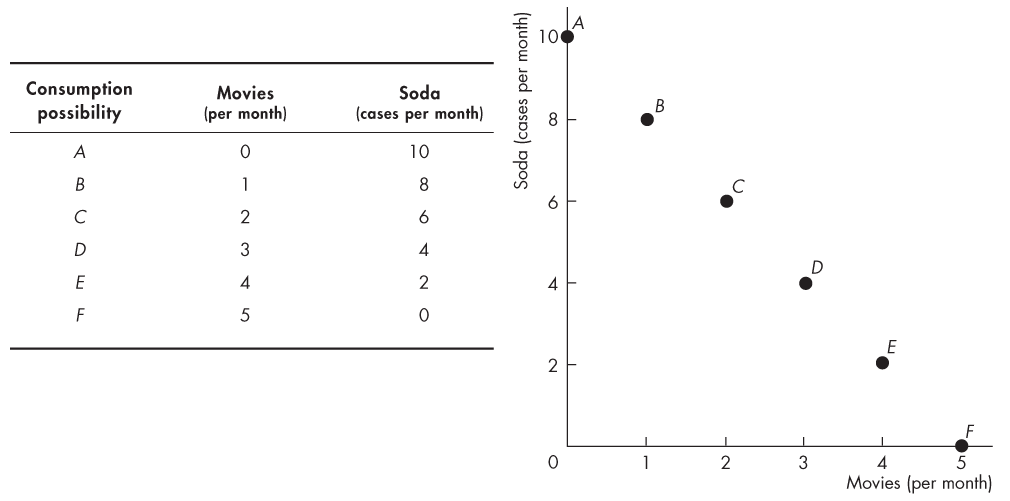 Consumption possibility Movies (per month) Soda (cases per month)
A 0 10
B 1 8
C 2 6
D 3 4
E 4 2
F 5 0
Soda (cases per month)
10
8
6
4
2
A
B
C
D
E
F
0 1 2 3 4 5
Movies (per month)